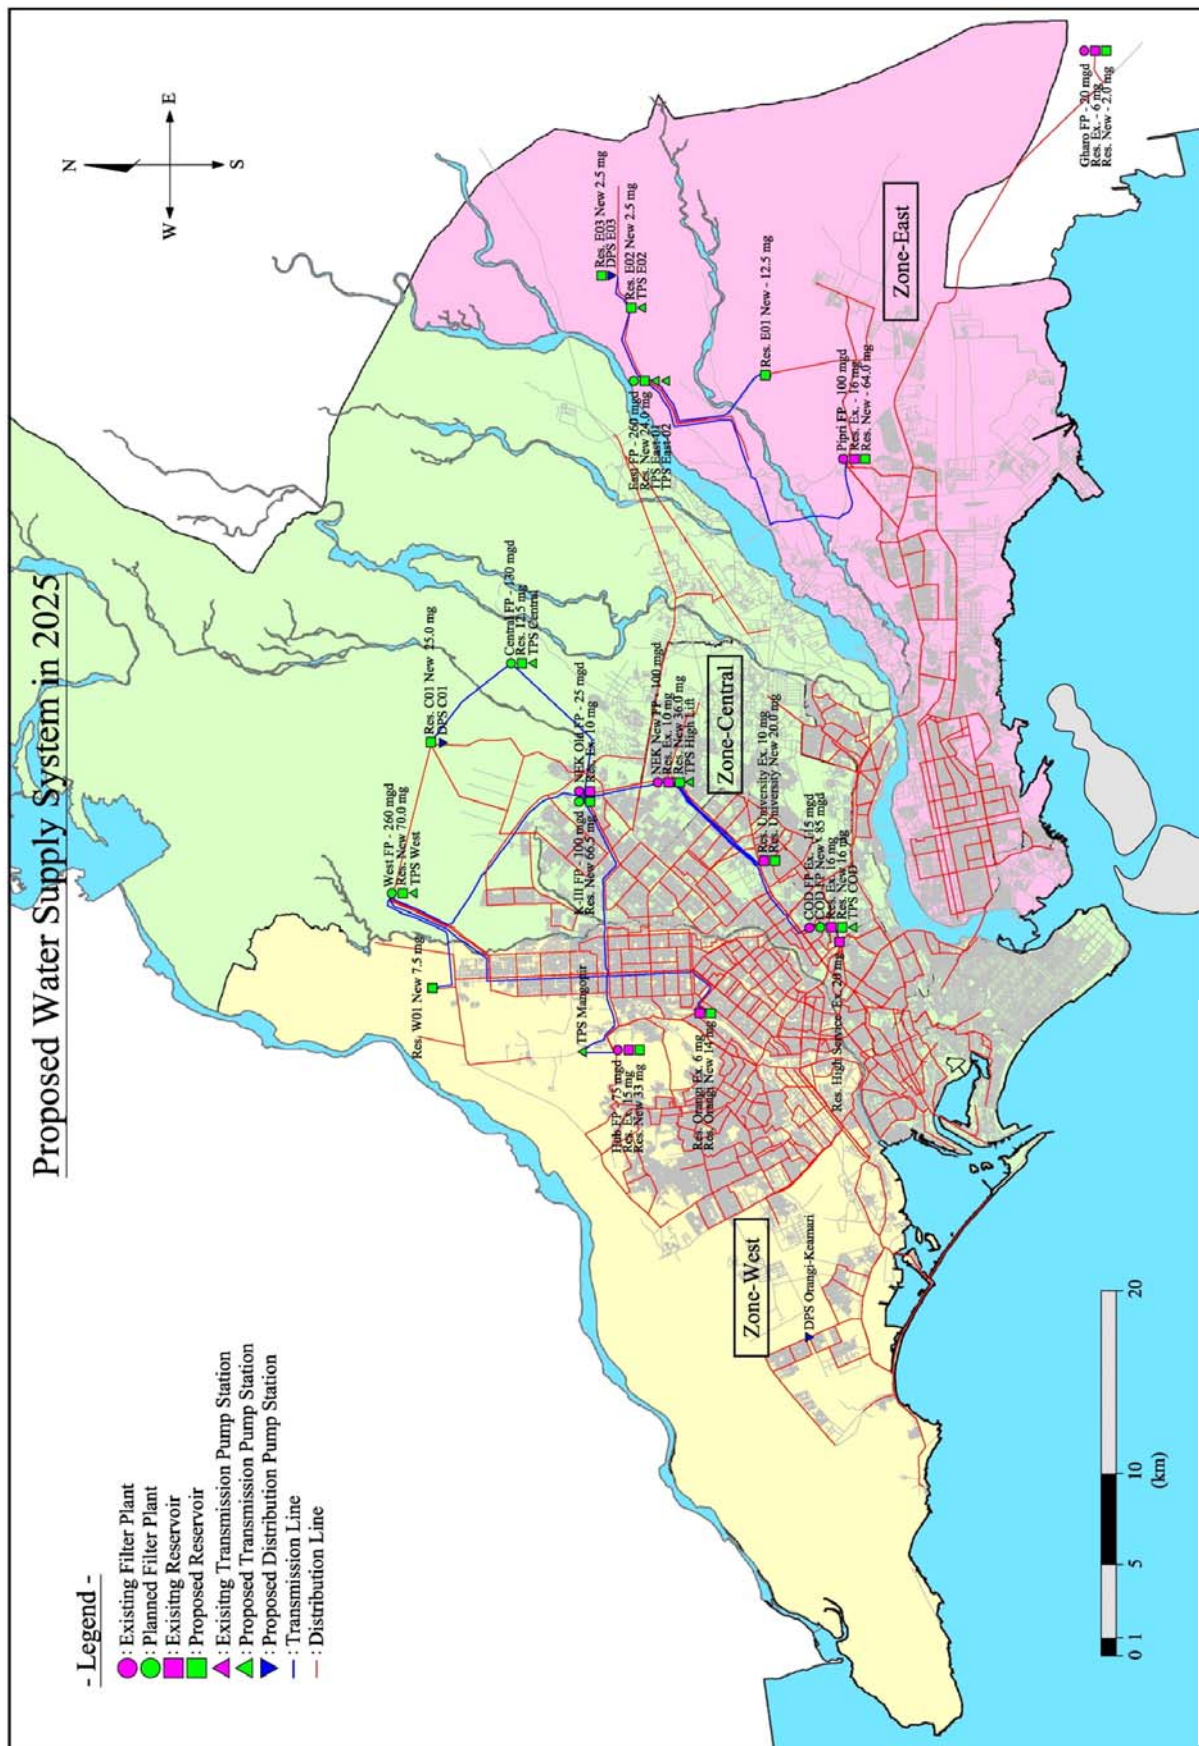 Proposed Water Supply System in 2025
N
W
E
S
- Legend -
: Existing Filter Plant
: Planned Filter Plant
: Exisitng Reservoir
: Proposed Reservoir
: Exisitng Transmission Pump Station
: Proposed Transmission Pump Station
: Proposed Distribution Pump Station
: Transmission Line
: Distribution Line
West FP - 260 mgd
Res. New 70.0 mg
TPS West
Res. C01 New 25.0 mg
DPS C01
Res. W01 New 7.5 mg
Central FP - 130 mgd
Res. 12.5 mg
TPS Central
NEK Old FP - 25 mgd
Res. Ex. 10 mg
K-III FP - 100 mgd
Res. New 66.5 mg
TPS Mangopir
Res. E03 New 2.5 mg
DPS E03
Res. E02 New 2.5 mg
TPS E02
East FP - 260 mgd
Res. New 24.0 mg
TPS East-01
TPS East-02
Hub FP - 75 mgd
Res. Ex. 15 mg
Res. New 33 mg
NEK New FP - 100 mgd
Res. Ex. 10 mg
Res. New 36.0 mg
TPS High Lift
Zone-Central
Res. Orangi Ex. 6 mg
Res. Orangi New 14 mg
Res. University Ex. 10 mg
Res. University New 20.0 mg
Res. E01 New - 12.5 mg
Zone-West
DPS Orangi-Keamari
COD FP Ex. - 115 mgd
COD FP New - 85 mgd
Res. Ex. 16 mg
Res. New 16 mg
TPS COD
Res. High Service Ex. 20 mg
Pipri FP - 100 mgd
Res. Ex. - 16 mg
Res. New - 64.0 mg
Zone-East
Gharo FP - 20 mgd
Res. Ex. - 6 mg
Res. New - 2.0 mg
0 1 5 10 20
(km)